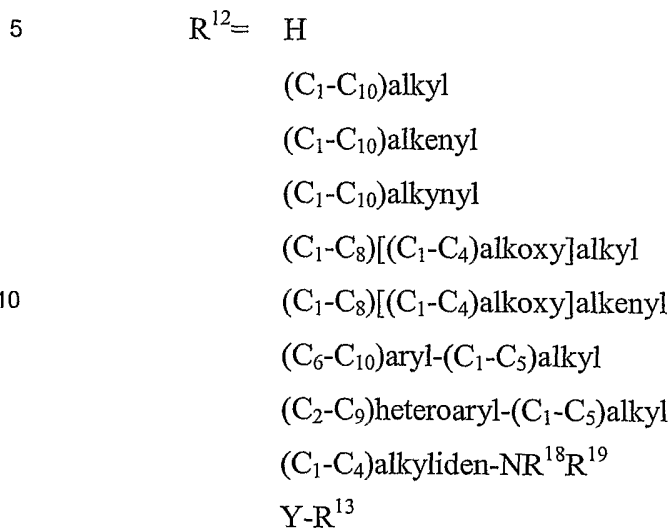 5 R¹²= H
(C₁-C₁₀)alkyl
(C₁-C₁₀)alkenyl
(C₁-C₁₀)alkynyl
(C₁-C₈)[(C₁-C₄)alkoxy]alkyl
10 (C₁-C₈)[(C₁-C₄)alkoxy]alkenyl
(C₆-C₁₀)aryl-(C₁-C₅)alkyl
(C₂-C₉)heteroaryl-(C₁-C₅)alkyl
(C₁-C₄)alkyliden-NR¹⁸R¹⁹
Y-R¹³